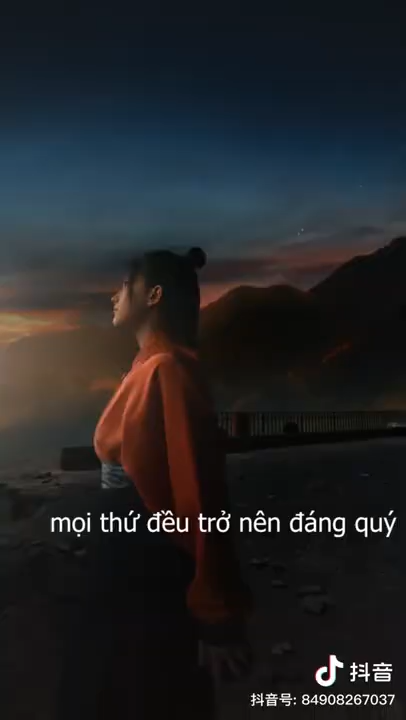 mọi thứ đều trở nên đáng quý
抖音
抖音号: 84908267037